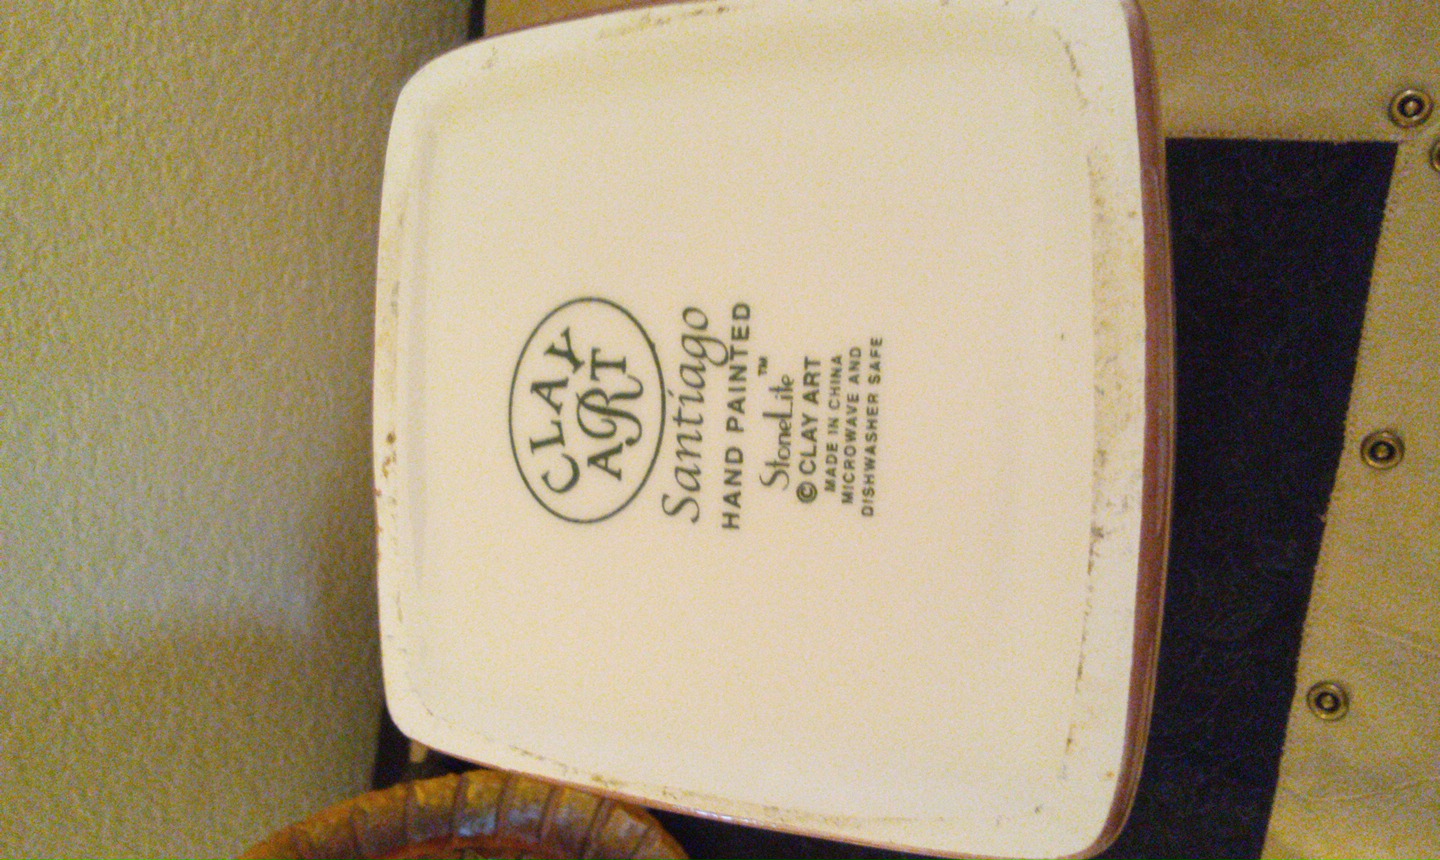 CLAY
ART
Santiago
HAND PAINTED
StoneLite™
© CLAY ART
MADE IN CHINA
MICROWAVE AND
DISHWASHER SAFE